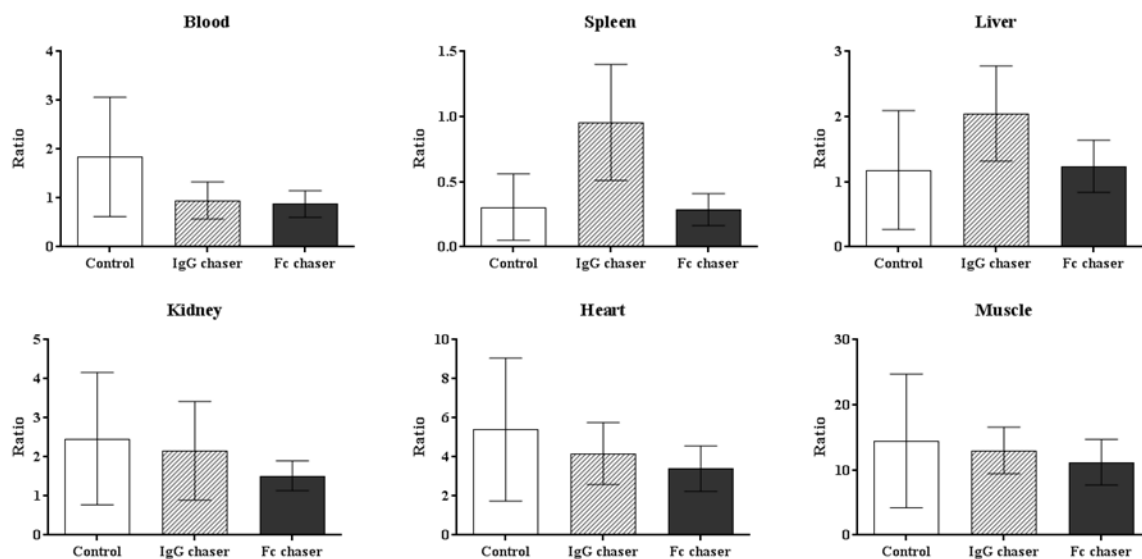 Blood
Ratio
4
3
2
1
0
Control IgG chaser Fc chaser
Spleen
Ratio
1.5
1.0
0.5
0.0
Control IgG chaser Fc chaser
Liver
Ratio
3
2
1
0
Control IgG chaser Fc chaser
Kidney
Ratio
5
4
3
2
1
0
Control IgG chaser Fc chaser
Heart
Ratio
10
8
6
4
2
0
Control IgG chaser Fc chaser
Muscle
Ratio
30
20
10
0
Control IgG chaser Fc chaser